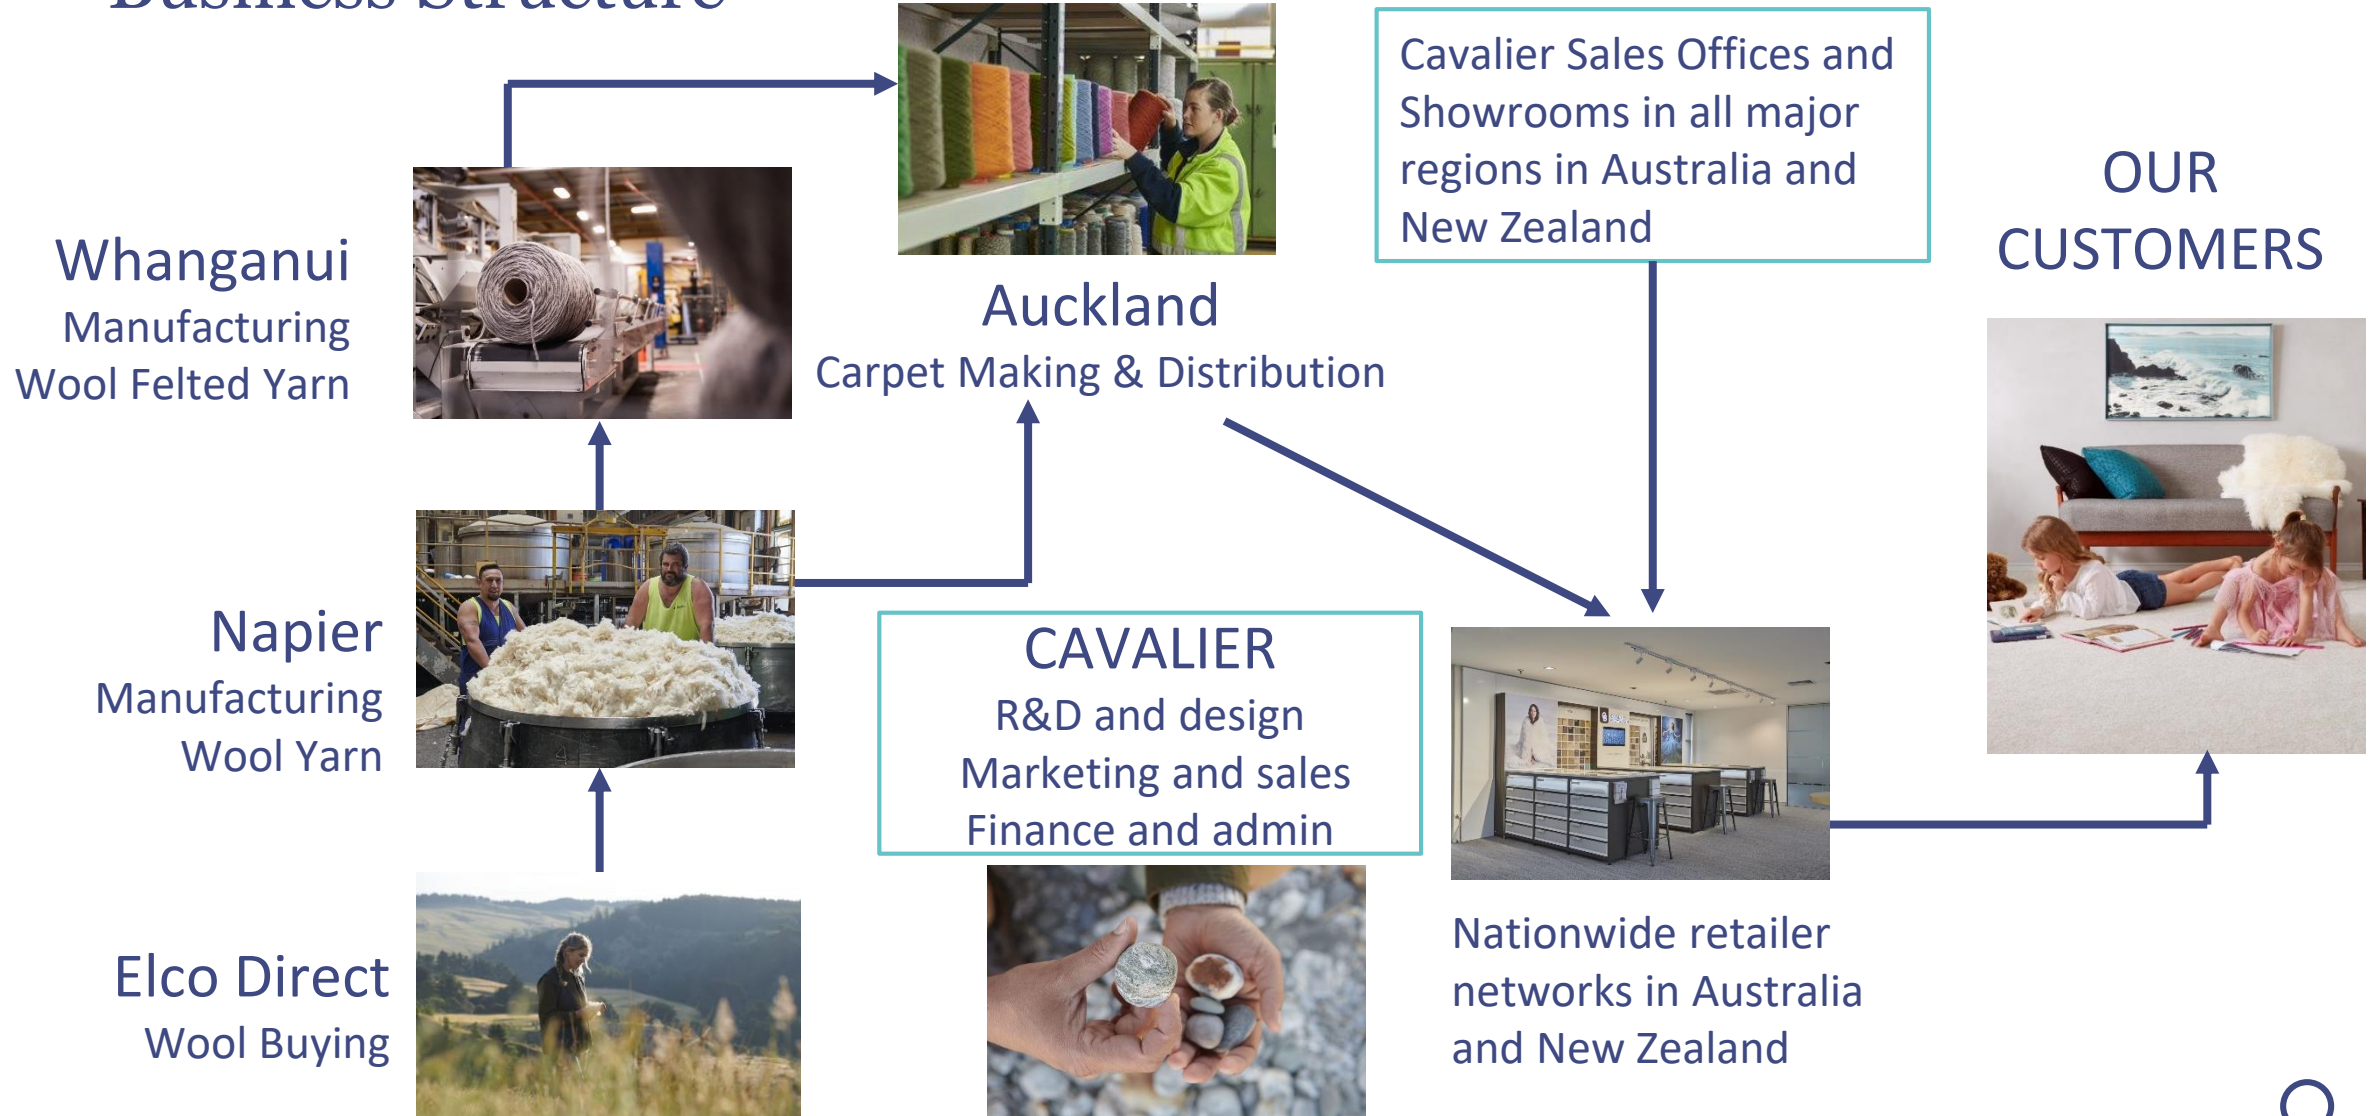 Business Structure
Whanganui
Manufacturing
Wool Felted Yarn
Napier
Manufacturing
Wool Yarn
Elco Direct
Wool Buying
Auckland
Carpet Making & Distribution
CAVALIER
R&D and design
Marketing and sales
Finance and admin
Cavalier Sales Offices and
Showrooms in all major
regions in Australia and
New Zealand
Nationwide retailer
networks in Australia
and New Zealand
OUR
CUSTOMERS